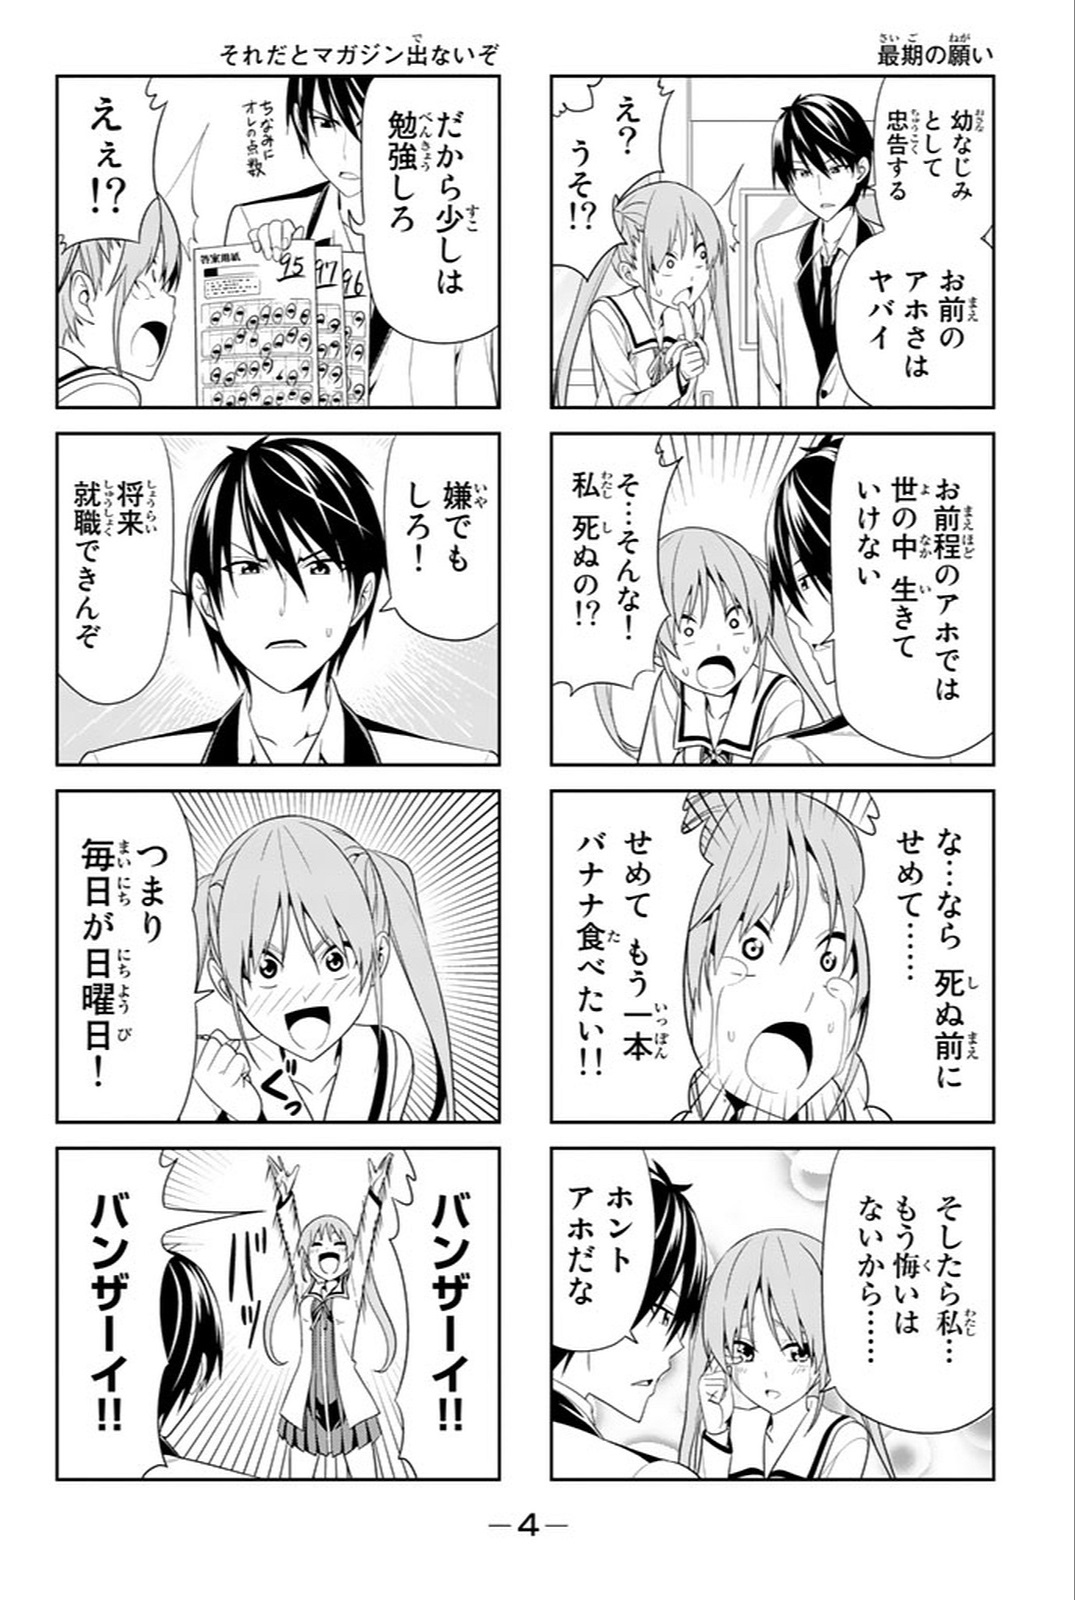 最期の願い
幼なじみ
として
忠告する
お前の
アホさは
ヤバイ
え?
うそ!?
お前程のアホでは
世の中 生きて
いけない
そ…そんな!
私 死ぬの!?
な…なら 死ぬ前に
せめて……
せめて もう一本
バナナ食べたい!!
そしたら私…
もう悔いは
ないから……
ホント
アホだな
それだとマガジン出ないぞ
だから少しは
勉強しろ
ちなみに
オレの点数
答案用紙
95
97
96
ええ!?
嫌でも
しろ!
将来
就職できんぞ
つまり
毎日が日曜日!
ぐっ
バンザーイ!!
バンザーイ!!
―4―